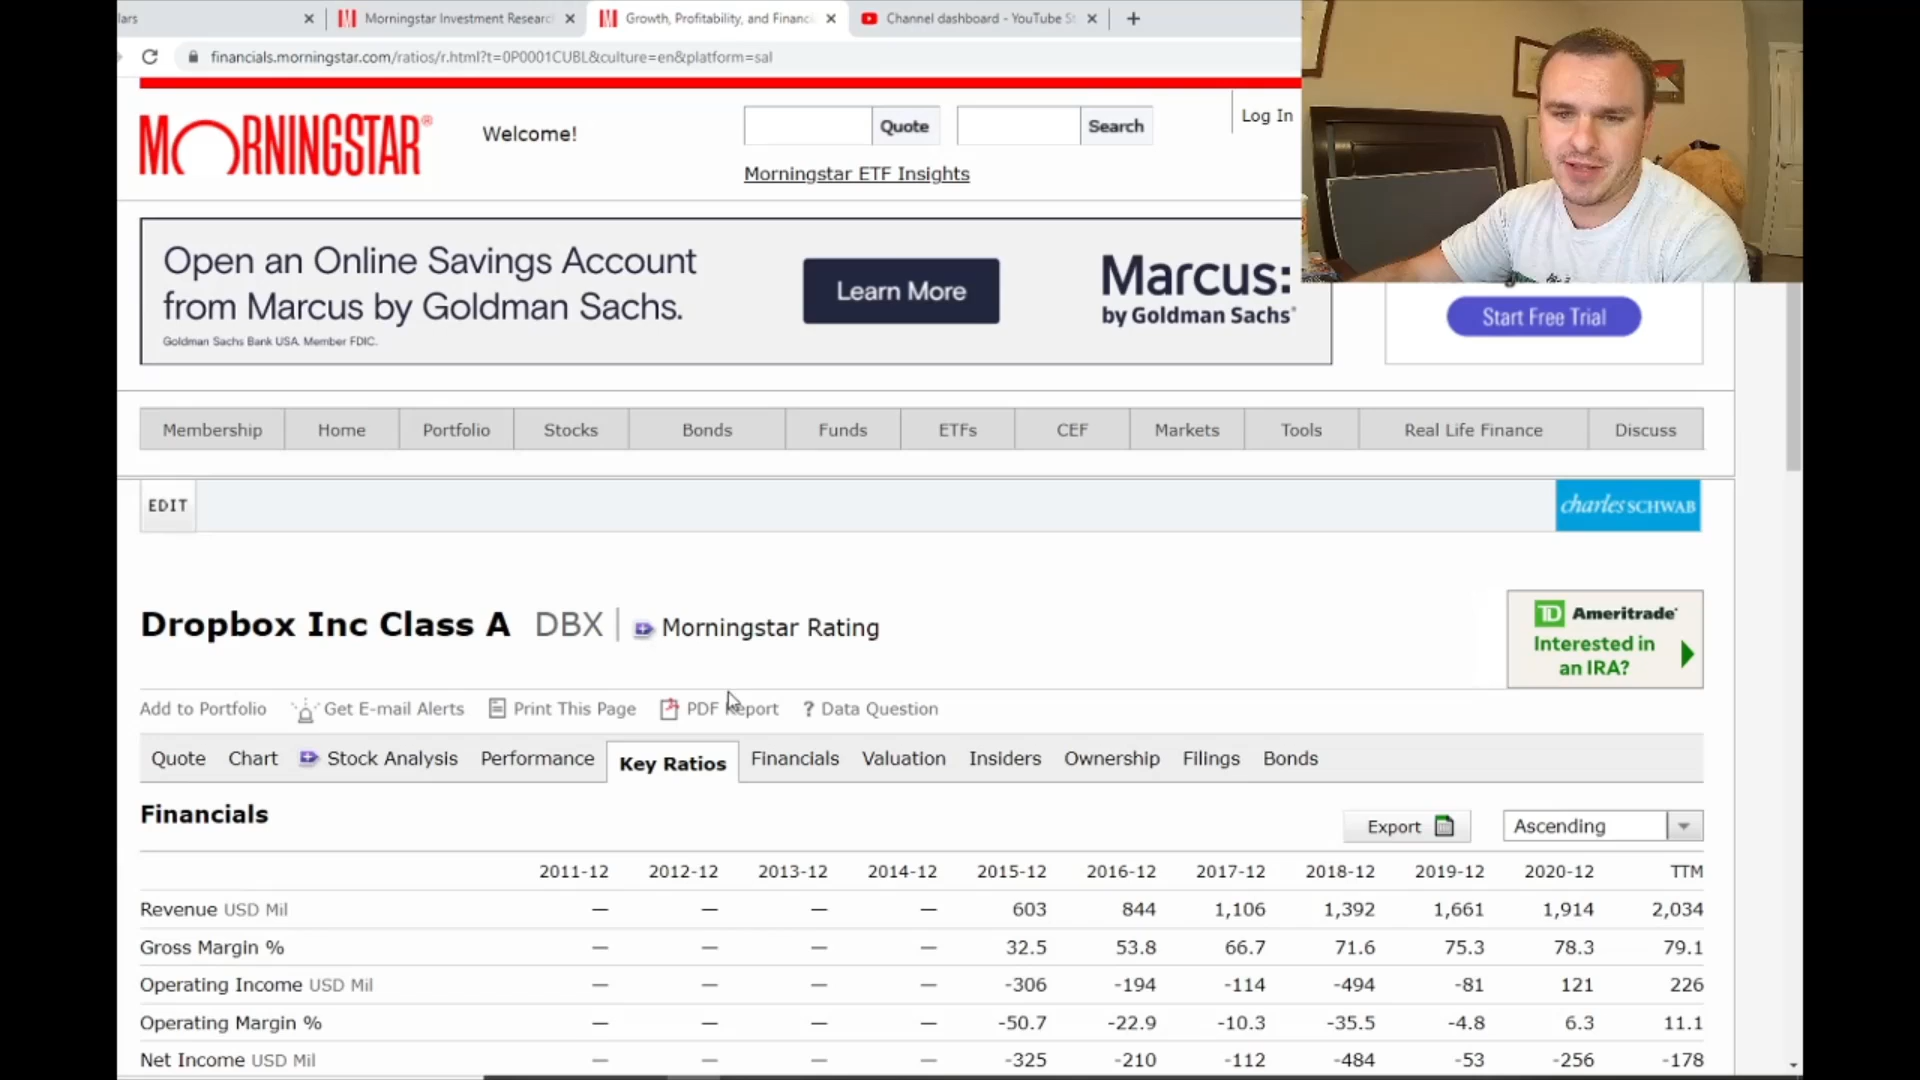 lars
Morningstar Investment Researc
Growth, Profitability, and Financi
Channel dashboard - YouTube St
financials.morningstar.com/ratios/r.html?t=0P0001CUBL&culture=en&platform=sal
MORNINGSTAR®
Welcome!
Quote
Search
Log In
Morningstar ETF Insights
Open an Online Savings Account
from Marcus by Goldman Sachs.
Goldman Sachs Bank USA. Member FDIC.
Learn More
Marcus:
by Goldman Sachs®
Start Free Trial
Membership Home Portfolio Stocks Bonds Funds ETFs CEF Markets Tools Real Life Finance Discuss
EDIT
charles SCHWAB
Dropbox Inc Class A DBX
Morningstar Rating
TD Ameritrade
Interested in
an IRA?
Add to Portfolio Get E-mail Alerts Print This Page PDF Report ? Data Question
Quote Chart Stock Analysis Performance Key Ratios Financials Valuation Insiders Ownership Filings Bonds
Financials
Export
Ascending
2011-12 2012-12 2013-12 2014-12 2015-12 2016-12 2017-12 2018-12 2019-12 2020-12 TTM
Revenue USD Mil — — — — 603 844 1,106 1,392 1,661 1,914 2,034
Gross Margin % — — — — 32.5 53.8 66.7 71.6 75.3 78.3 79.1
Operating Income USD Mil — — — — -306 -194 -114 -494 -81 121 226
Operating Margin % — — — — -50.7 -22.9 -10.3 -35.5 -4.8 6.3 11.1
Net Income USD Mil — — — — -325 -210 -112 -484 -53 -256 -178